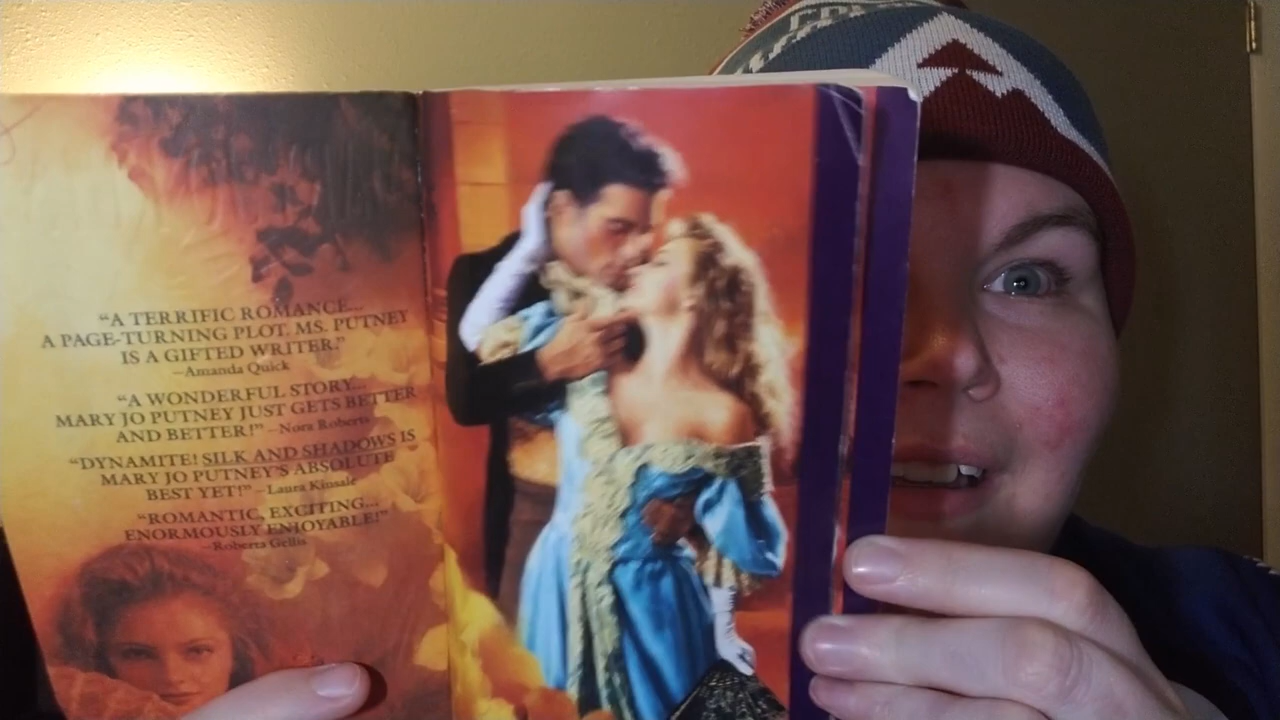 “A TERRIFIC ROMANCE...
A PAGE-TURNING PLOT. MS. PUTNEY
IS A GIFTED WRITER.”
—Amanda Quick
“A WONDERFUL STORY...
MARY JO PUTNEY JUST GETS BETTER
AND BETTER!” —Nora Roberts
“DYNAMITE! SILK AND SHADOWS IS
MARY JO PUTNEY'S ABSOLUTE
BEST YET!” —Laura Kinsale
“ROMANTIC, EXCITING...
ENORMOUSLY ENJOYABLE!”
—Roberta Gellis